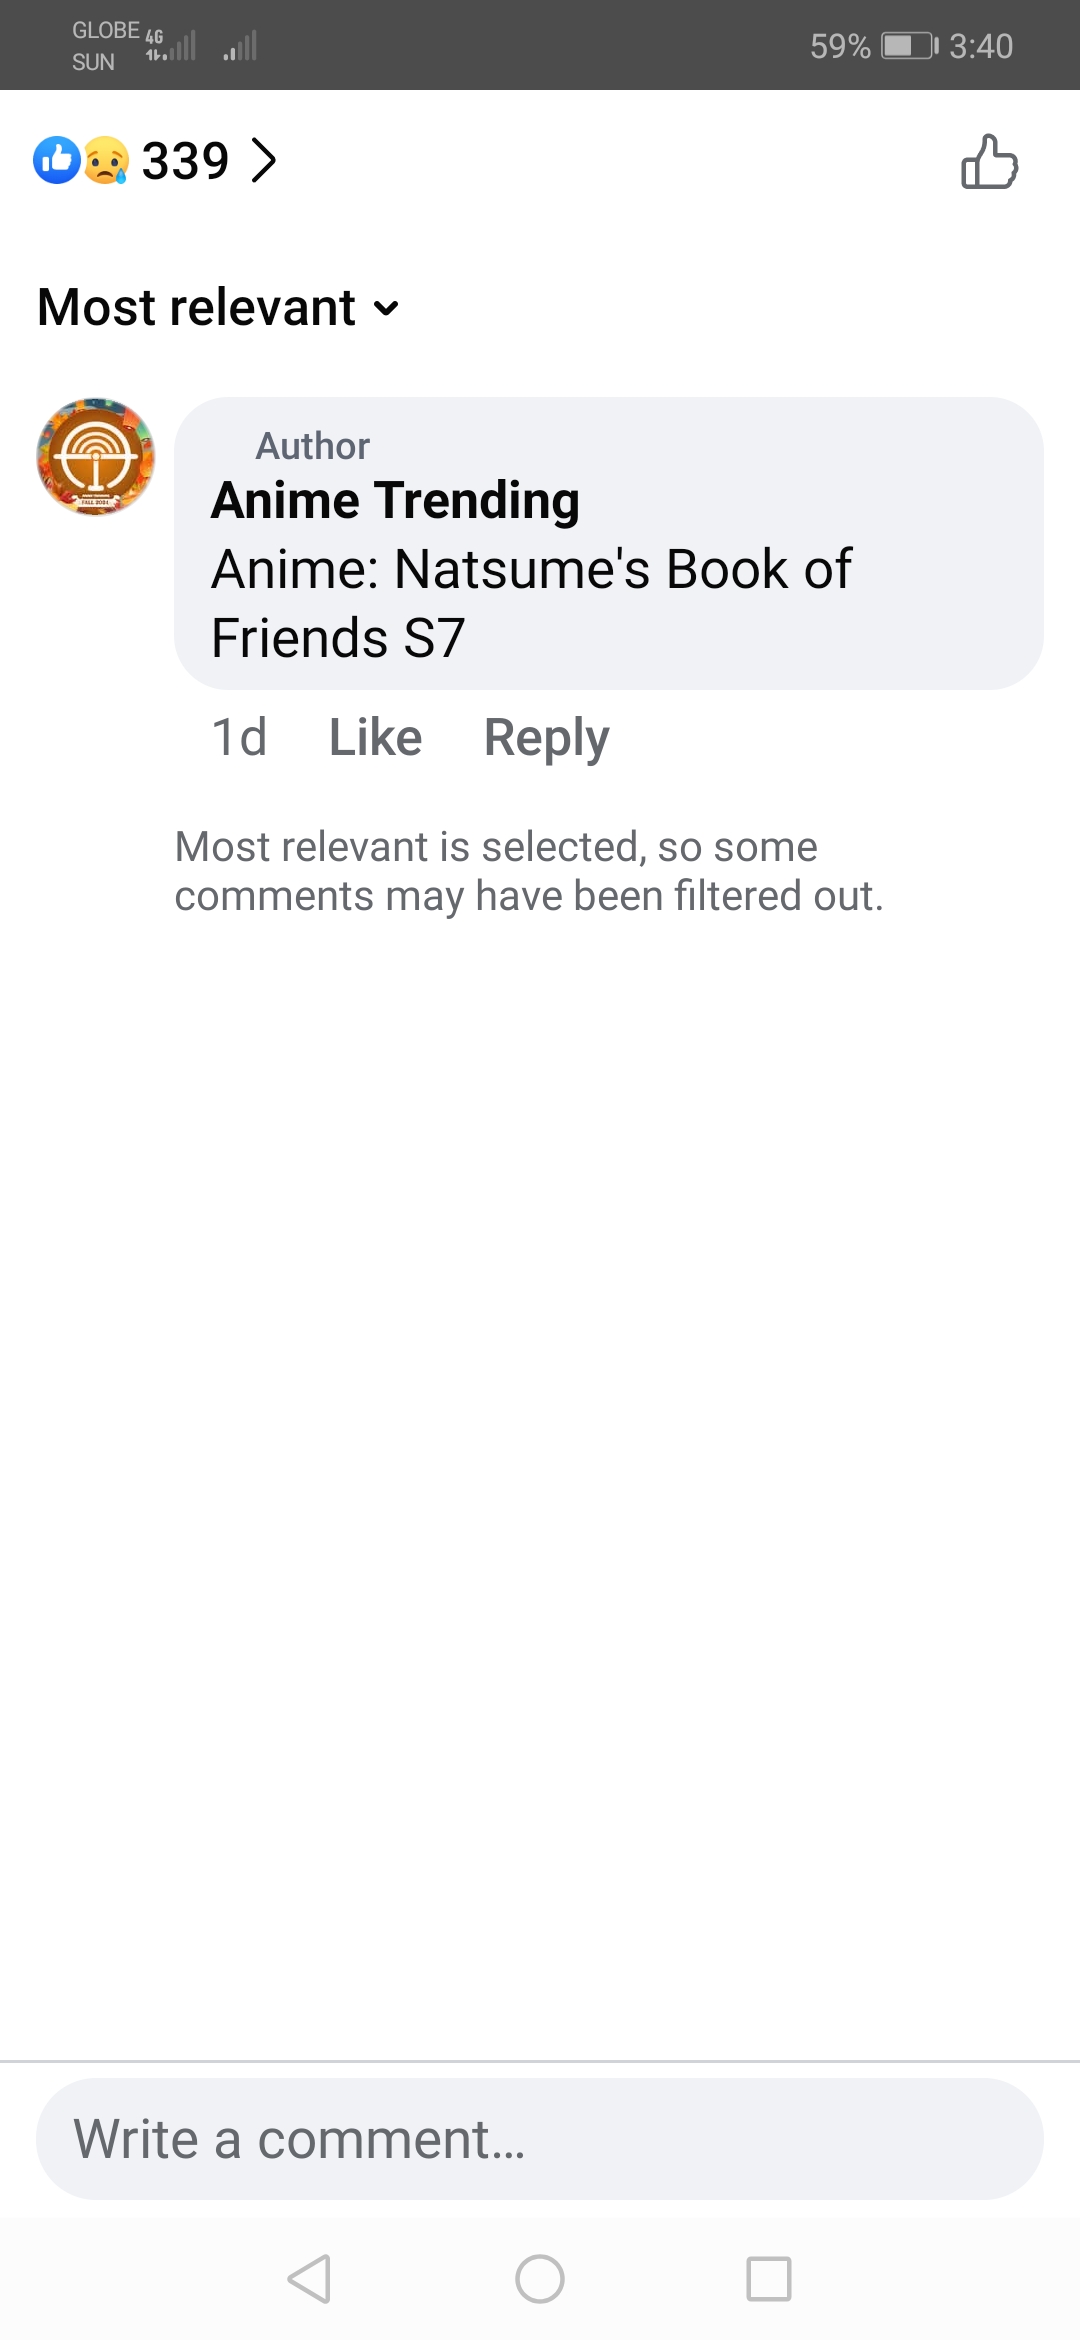 GLOBE 4G
SUN
59% 3:40
339
Most relevant
Author
Anime Trending
Anime: Natsume's Book of
Friends S7
1d Like Reply
Most relevant is selected, so some
comments may have been filtered out.
Write a comment...